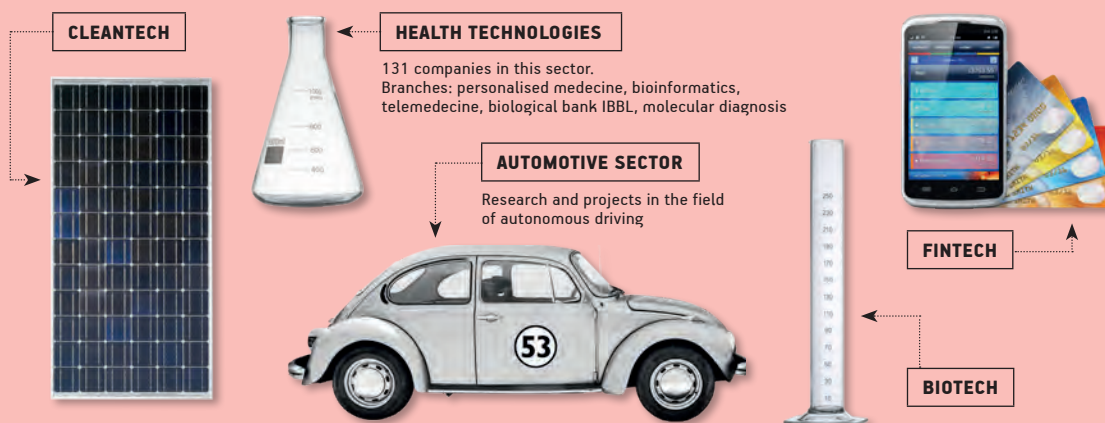 CLEANTECH
HEALTH TECHNOLOGIES
131 companies in this sector.
Branches: personalised medecine, bioinformatics,
telemedecine, biological bank IBBL, molecular diagnosis
AUTOMOTIVE SECTOR
Research and projects in the field
of autonomous driving
53
FINTECH
BIOTECH